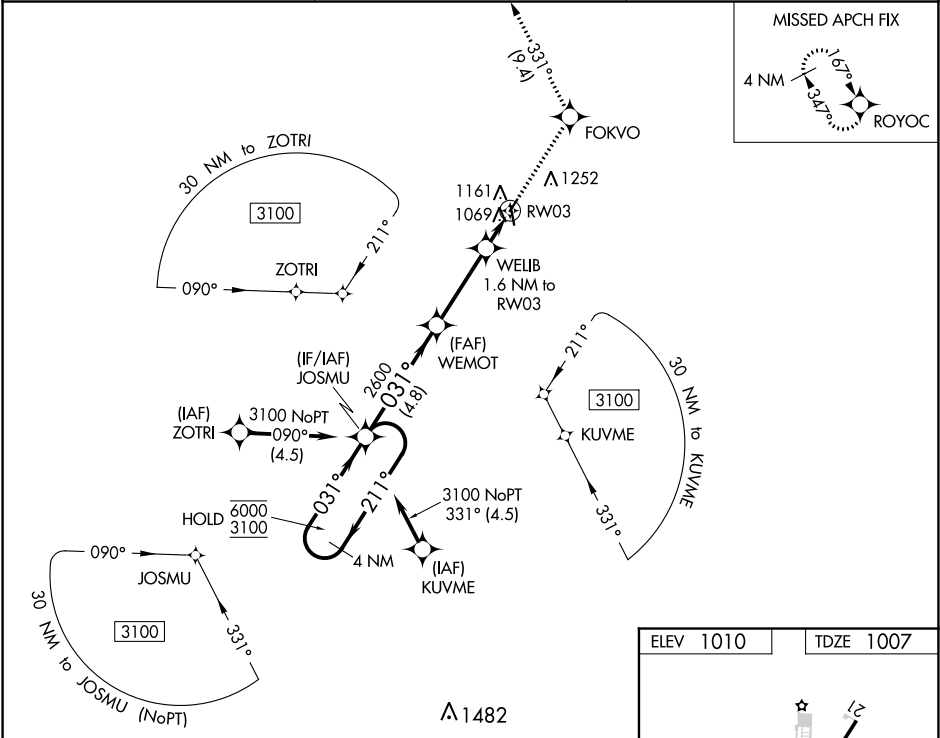 MISSED APCH FIX
4 NM
167°
347°
ROYOC
331°
(9.4)
FOKVO
30 NM to ZOTRI
3100
211°
090°
ZOTRI
1161
1252
1069
RW03
WELIB
1.6 NM to
RW03
(FAF)
WEMOT
(IF/IAF)
JOSMU
2600
031°
(4.8)
(IAF)
ZOTRI
3100 NoPT
090°
(4.5)
211°
3100
30 NM to KUVME
KUVME
331°
031°
211°
HOLD
6000
3100
4 NM
3100 NoPT
331° (4.5)
(IAF)
KUVME
090°
JOSMU
3100
331°
30 NM to JOSMU (NoPT)
1482
ELEV 1010
TDZE 1007
21